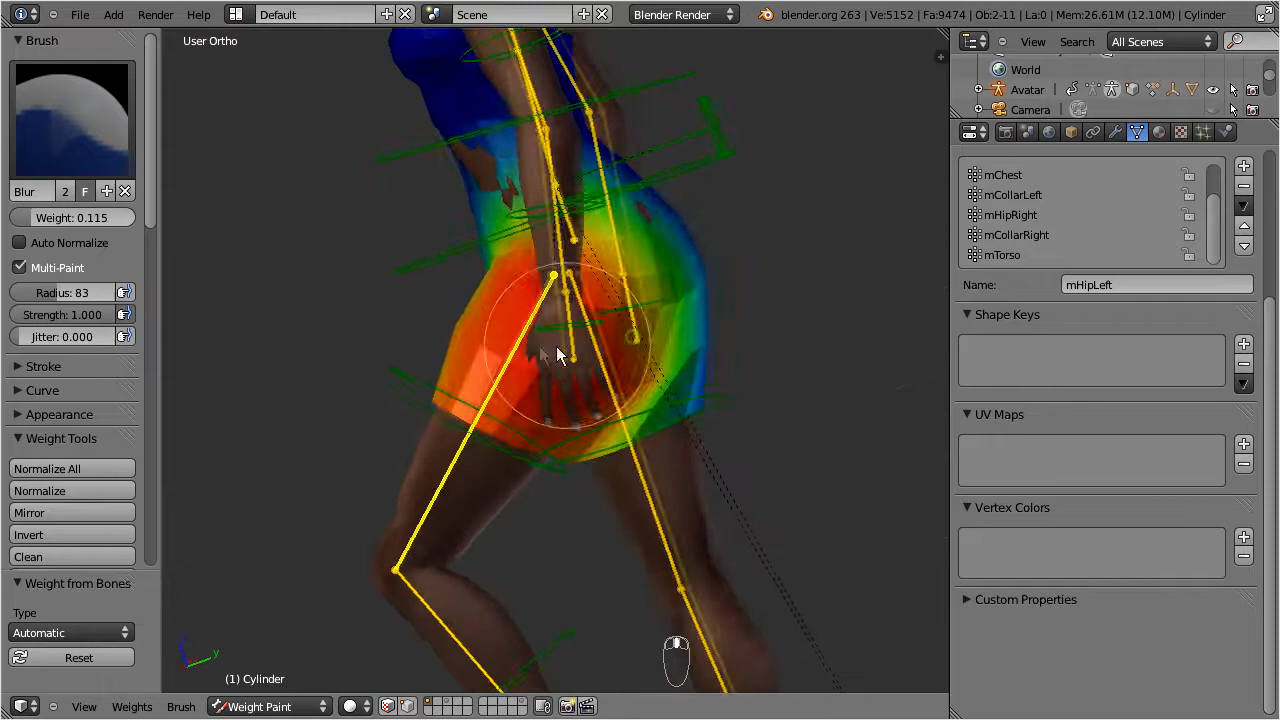 File Add Render Help Default Scene Blender Render blender.org 263 | Ve:5152 | Fa:9474 | Ob:2-11 | La:0 | Mem:26.61M (12.10M) | Cylinder
Brush
User Ortho
View Search All Scenes
World
Avatar
Camera
Blur 2 F
Weight: 0.115
Auto Normalize
Multi-Paint
Radius: 83
Strength: 1.000
Jitter: 0.000
Stroke
Curve
Appearance
Weight Tools
Normalize All
Normalize
Mirror
Invert
Clean
Weight from Bones
Type
Automatic
Reset
mChest
mCollarLeft
mHipRight
mCollarRight
mTorso
Name: mHipLeft
Shape Keys
UV Maps
Vertex Colors
Custom Properties
y
(1) Cylinder
View Weights Brush Weight Paint